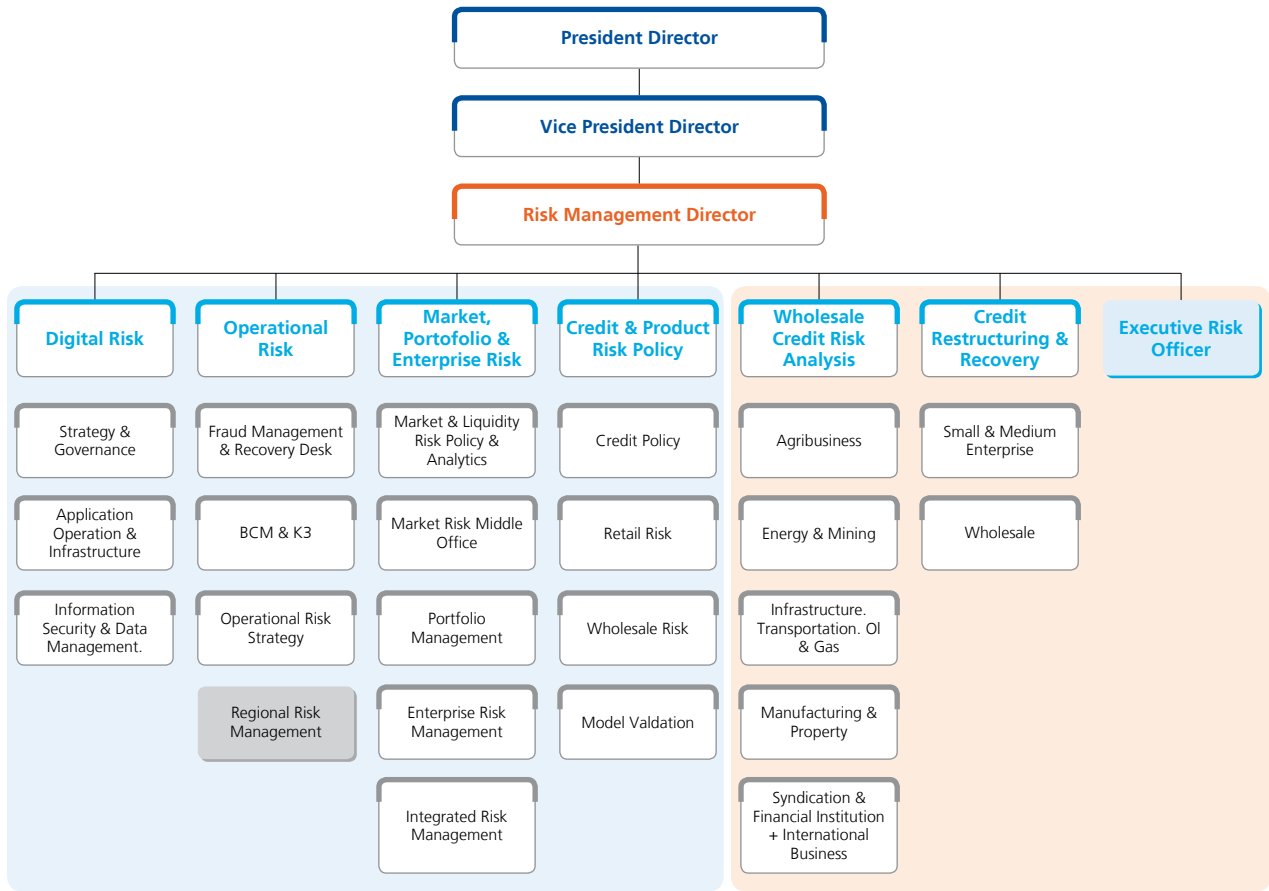 President Director
Vice President Director
Risk Management Director
Digital Risk
Operational
Risk
Market,
Portofolio &
Enterprise Risk
Credit & Product
Risk Policy
Wholesale
Credit Risk
Analysis
Credit
Restructuring &
Recovery
Executive Risk
Officer
Strategy &
Governance
Fraud Management
& Recovery Desk
Market & Liquidity
Risk Policy &
Analytics
Credit Policy
Agribusiness
Small & Medium
Enterprise
Application
Operation &
Infrastructure
BCM & K3
Market Risk Middle
Office
Retail Risk
Energy & Mining
Wholesale
Information
Security & Data
Management.
Operational Risk
Strategy
Portfolio
Management
Wholesale Risk
Infrastructure.
Transportation. Ol
& Gas
Regional Risk
Management
Enterprise Risk
Management
Model Valdation
Manufacturing &
Property
Integrated Risk
Management
Syndication &
Financial Institution
+ International
Business